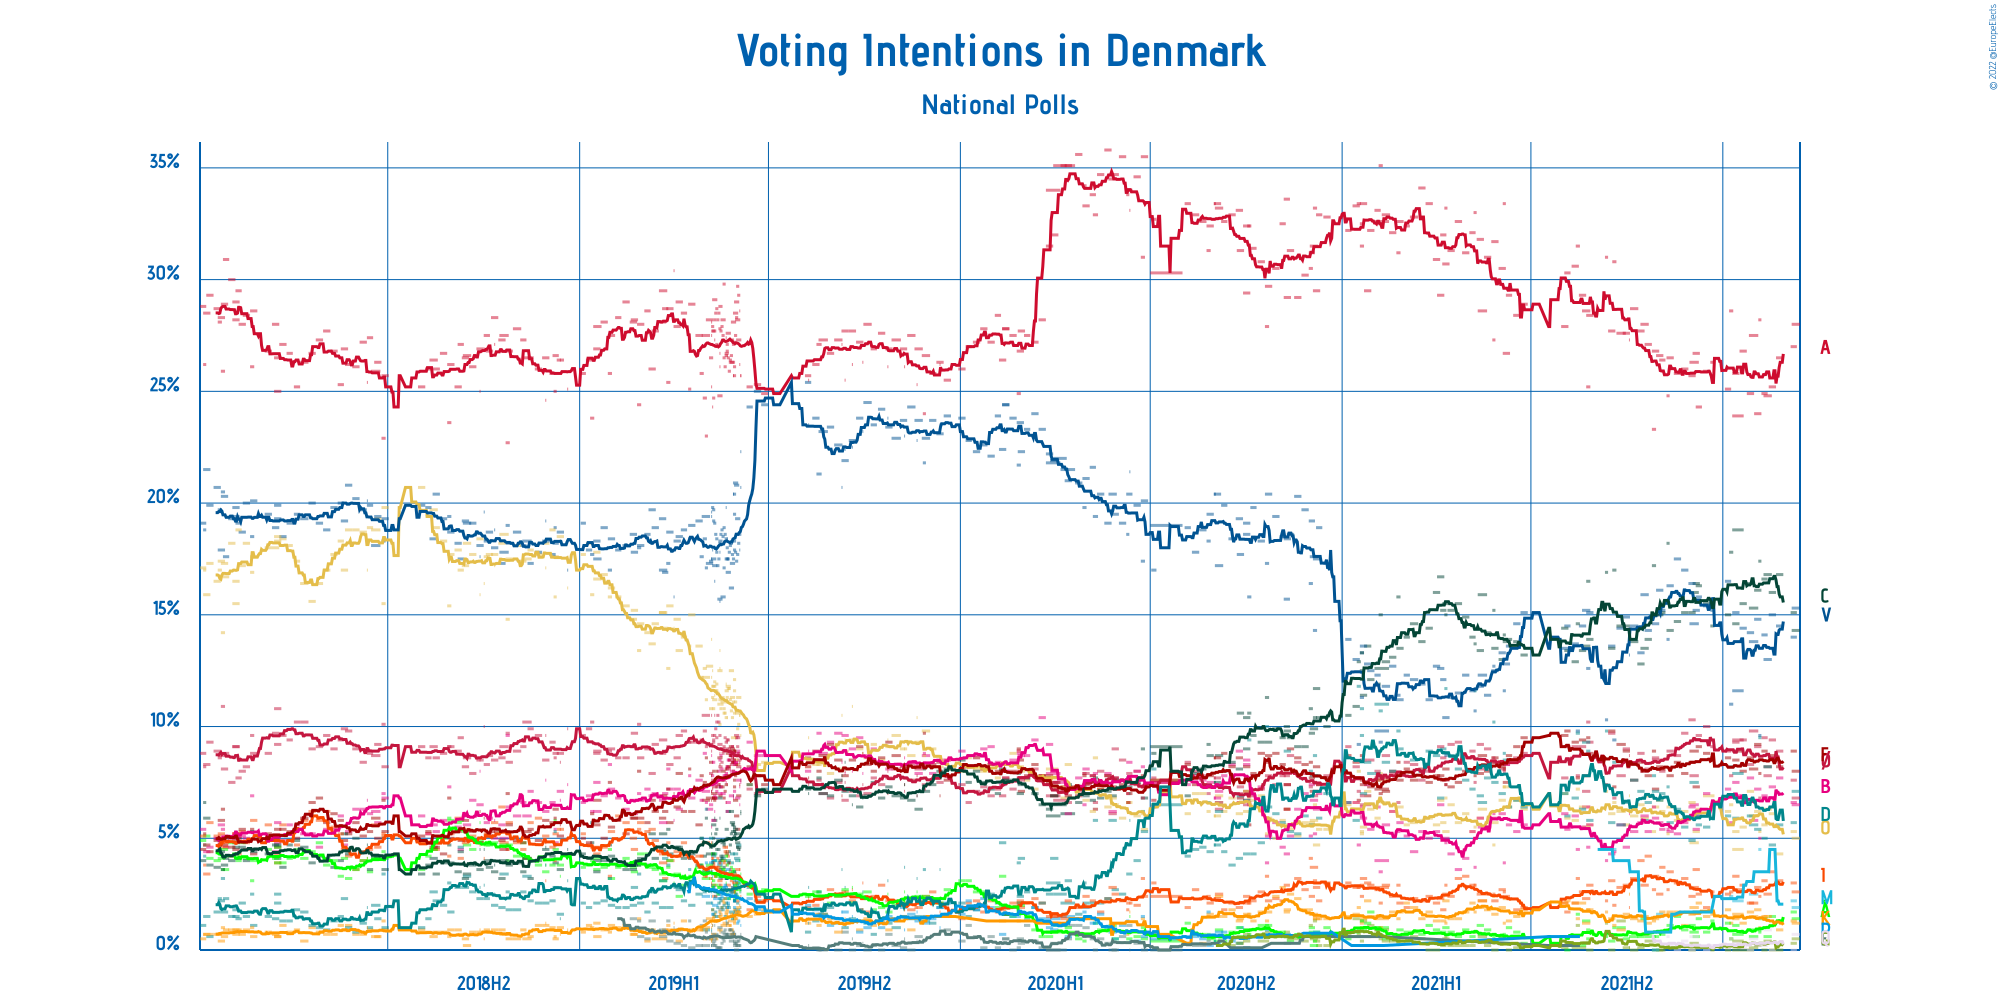 © 2022 @EuropeElects
Voting Intentions in Denmark
National Polls
35%
30%
25%
20%
15%
10%
5%
0%
A
C
V
F
B
D
O
I
M
2018H2
2019H1
2019H2
2020H1
2020H2
2021H1
2021H2